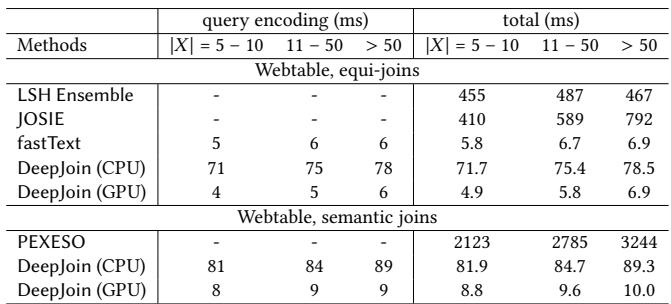 query encoding (ms) total (ms)
Methods |X| = 5 – 10 11 – 50 > 50 |X| = 5 – 10 11 – 50 > 50
Webtable, equi-joins
LSH Ensemble - - - 455 487 467
JOSIE - - - 410 589 792
fastText 5 6 6 5.8 6.7 6.9
DeepJoin (CPU) 71 75 78 71.7 75.4 78.5
DeepJoin (GPU) 4 5 6 4.9 5.8 6.9
Webtable, semantic joins
PEXESO - - - 2123 2785 3244
DeepJoin (CPU) 81 84 89 81.9 84.7 89.3
DeepJoin (GPU) 8 9 9 8.8 9.6 10.0